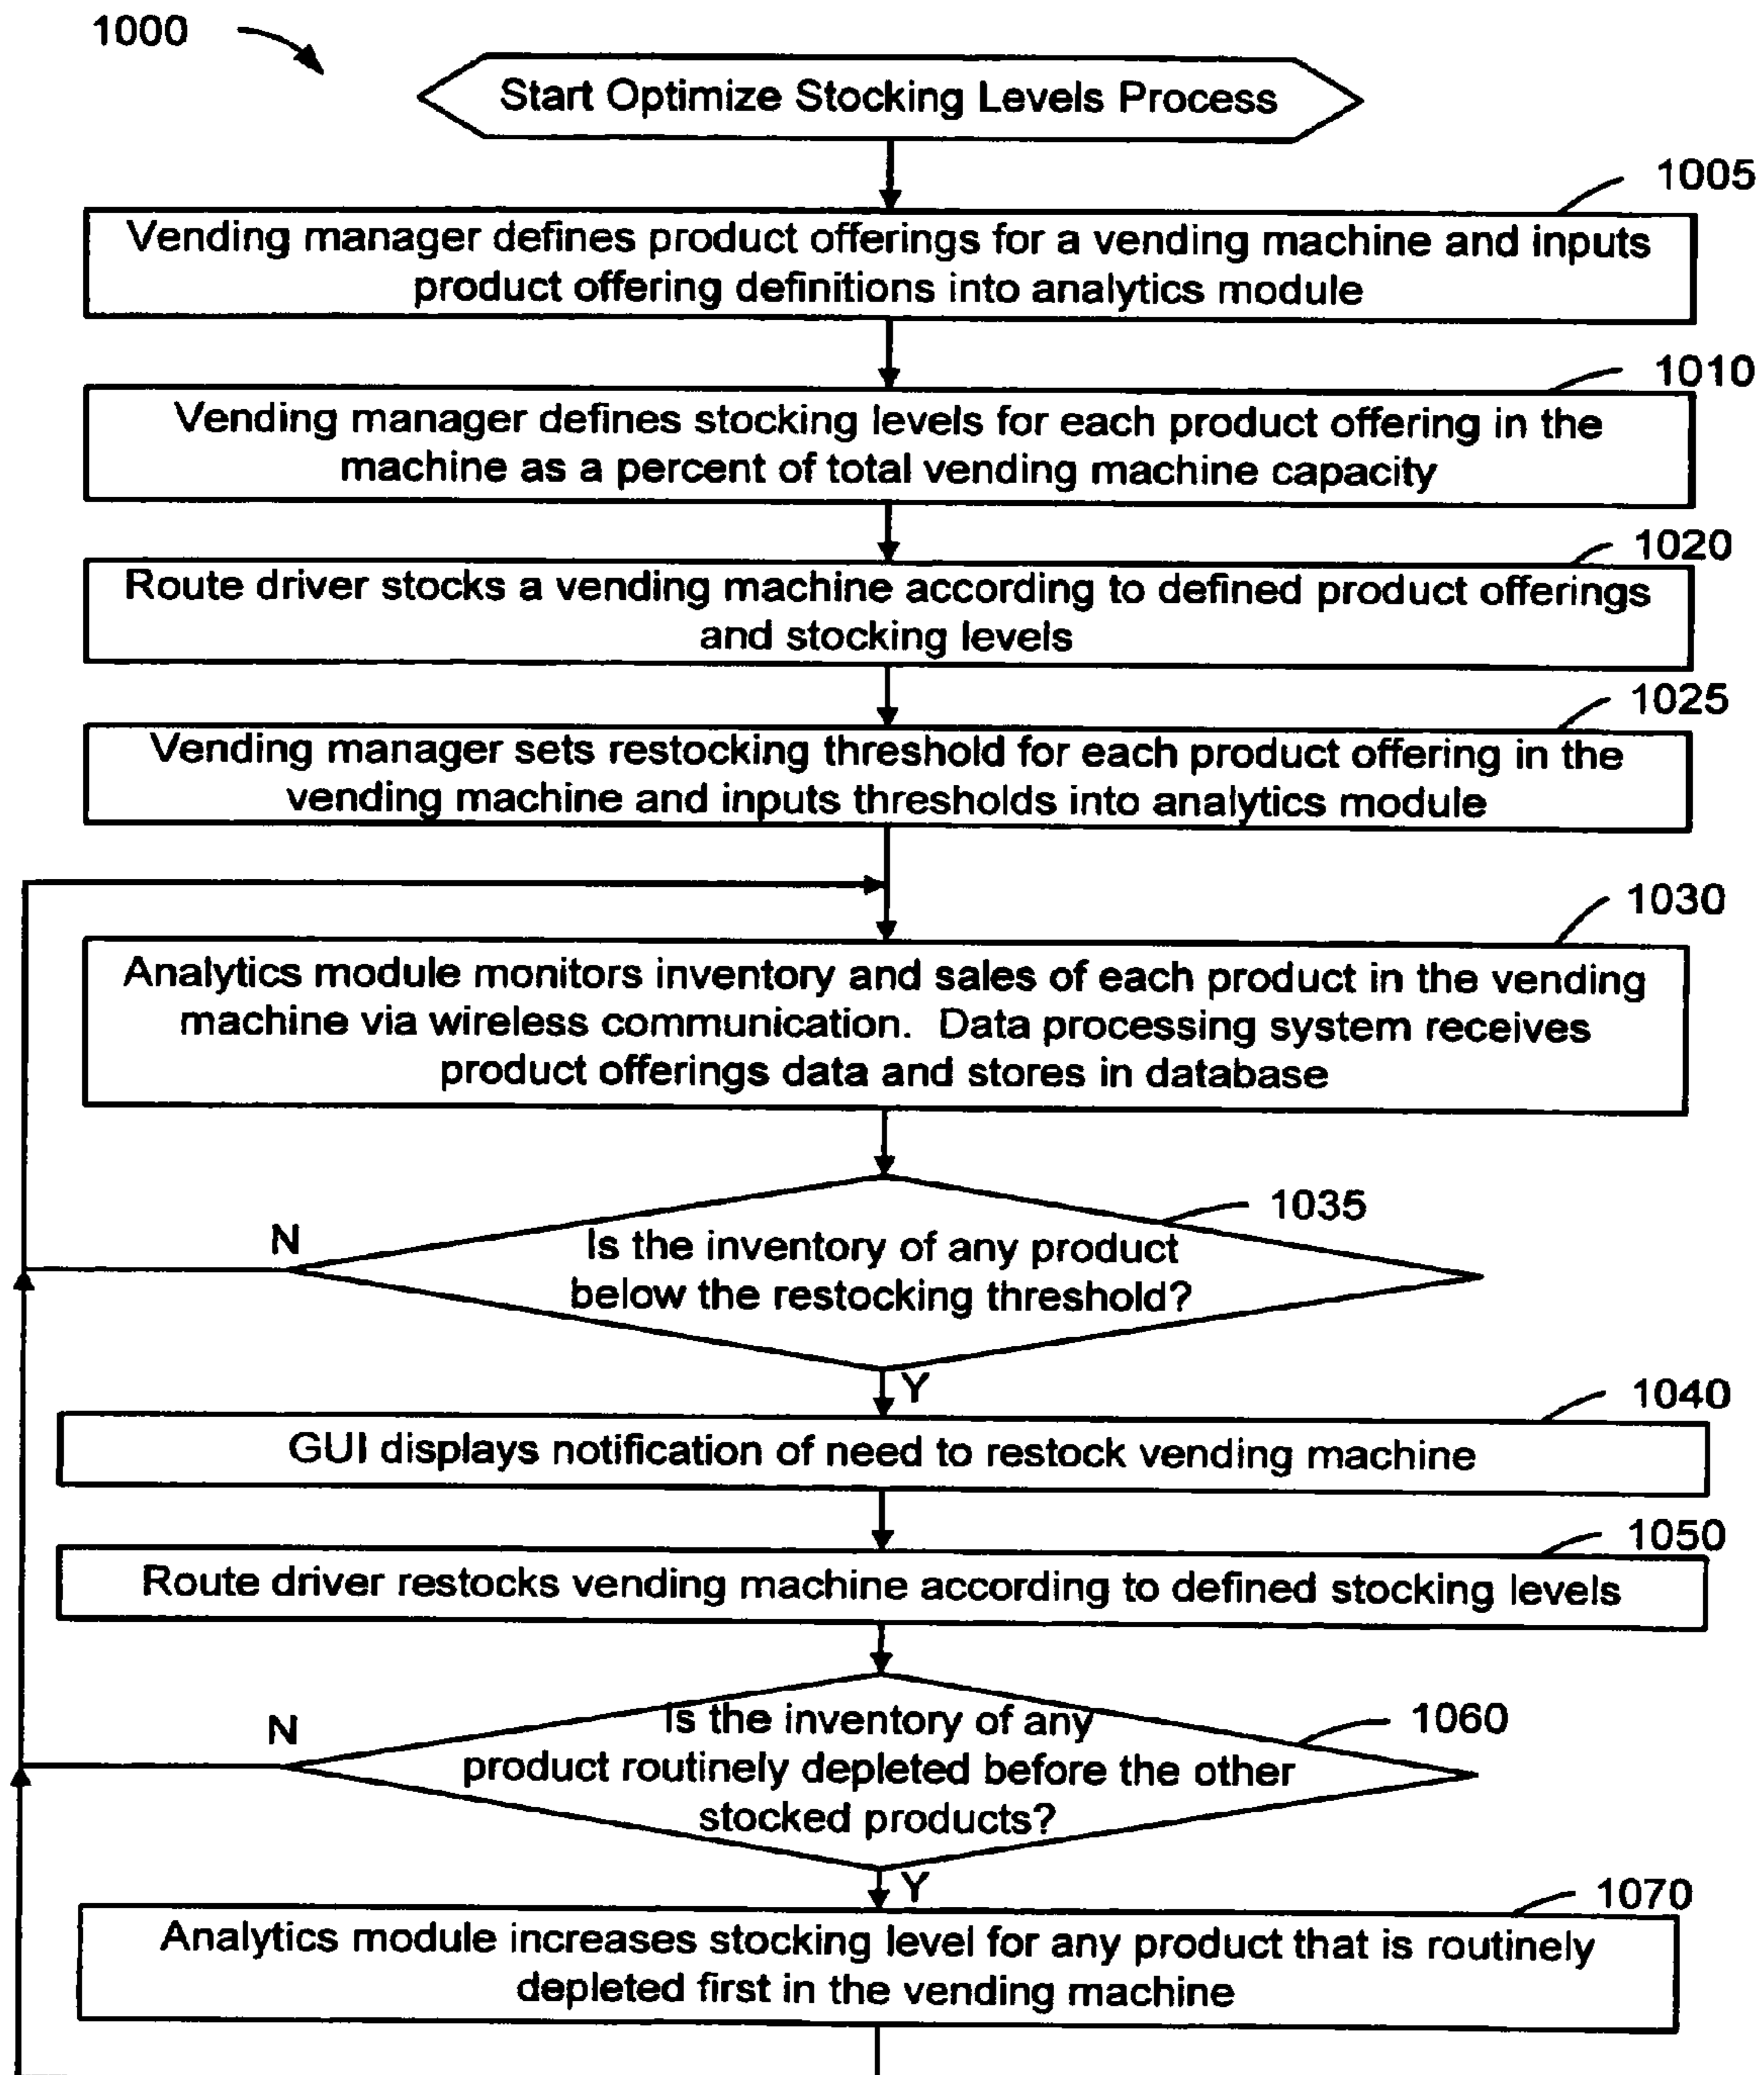 1000
Start Optimize Stocking Levels Process
1005
Vending manager defines product offerings for a vending machine and inputs
product offering definitions into analytics module
1010
Vending manager defines stocking levels for each product offering in the
machine as a percent of total vending machine capacity
1020
Route driver stocks a vending machine according to defined product offerings
and stocking levels
1025
Vending manager sets restocking threshold for each product offering in the
vending machine and inputs thresholds into analytics module
1030
Analytics module monitors inventory and sales of each product in the vending
machine via wireless communication. Data processing system receives
product offerings data and stores in database
1035
N
Is the inventory of any product
below the restocking threshold?
Y
1040
GUI displays notification of need to restock vending machine
1050
Route driver restocks vending machine according to defined stocking levels
1060
N
Is the inventory of any
product routinely depleted before the other
stocked products?
Y
1070
Analytics module increases stocking level for any product that is routinely
depleted first in the vending machine